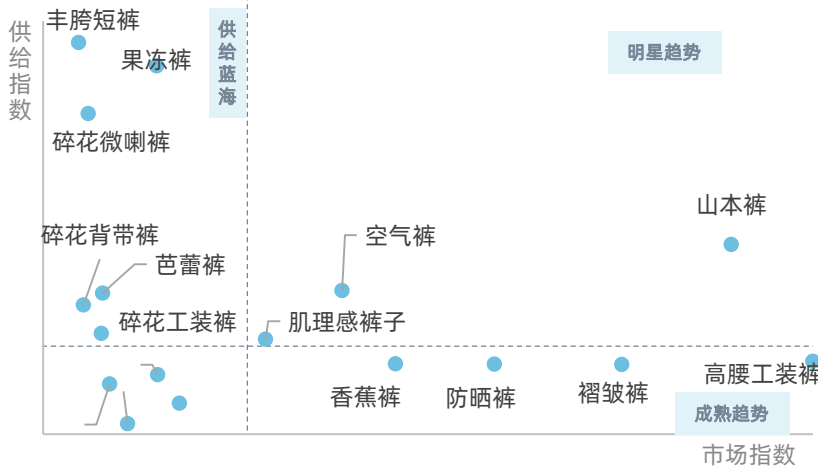 供给指数
丰胯短裤
果冻裤
供给蓝海
明星趋势
碎花微喇裤
山本裤
碎花背带裤
空气裤
芭蕾裤
碎花工装裤
肌理感裤子
高腰工装裤
香蕉裤
防晒裤
褶皱裤
成熟趋势
市场指数